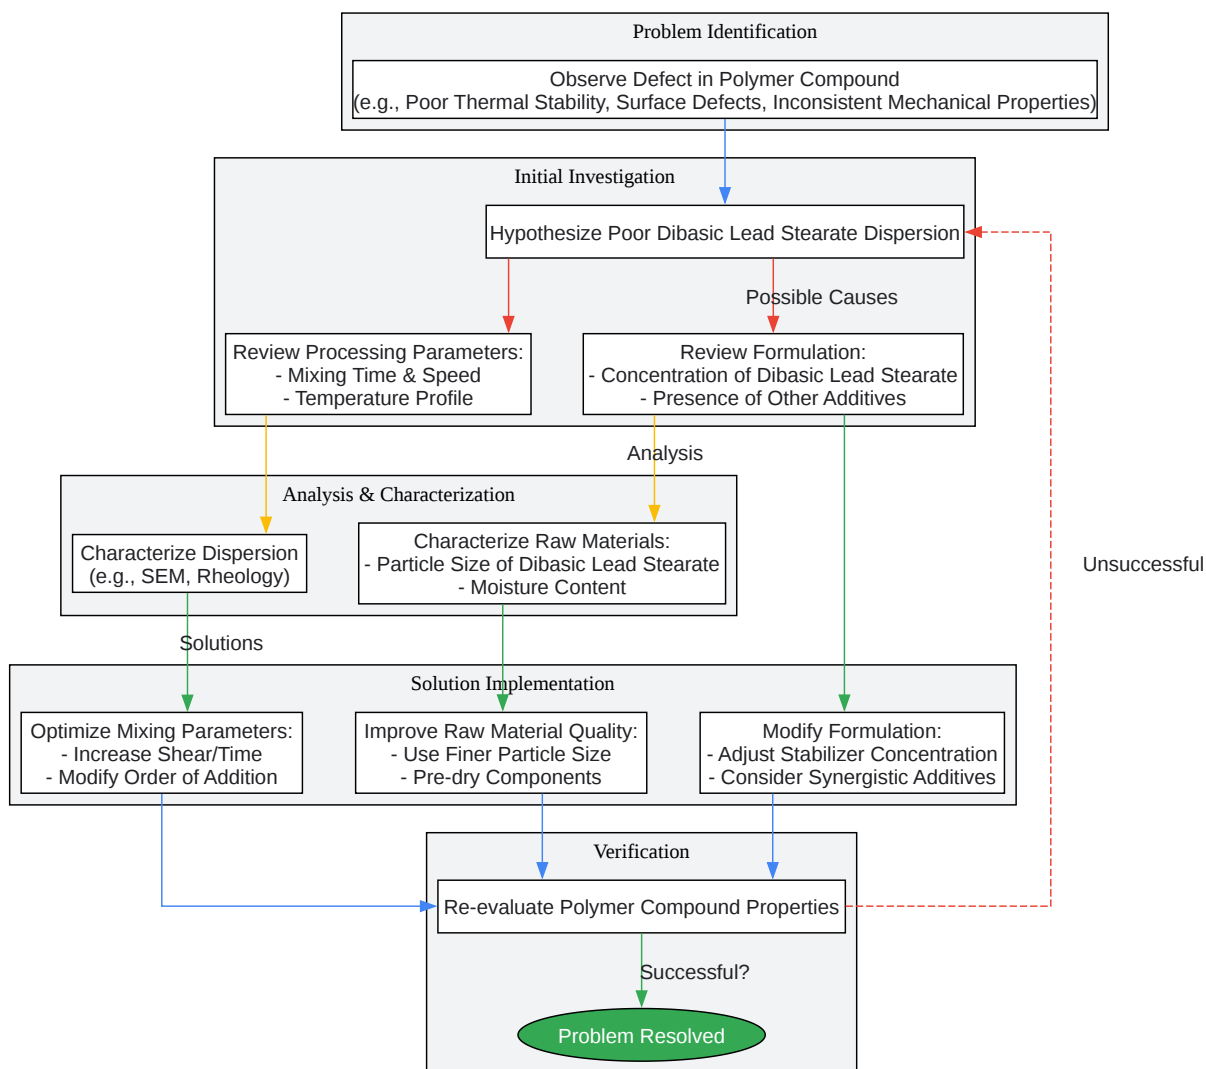 Problem Identification
Observe Defect in Polymer Compound
(e.g., Poor Thermal Stability, Surface Defects, Inconsistent Mechanical Properties)
Initial Investigation
Hypothesize Poor Dibasic Lead Stearate Dispersion
Possible Causes
Review Processing Parameters:
- Mixing Time & Speed
- Temperature Profile
Review Formulation:
- Concentration of Dibasic Lead Stearate
- Presence of Other Additives
Analysis
Analysis & Characterization
Characterize Dispersion
(e.g., SEM, Rheology)
Characterize Raw Materials:
- Particle Size of Dibasic Lead Stearate
- Moisture Content
Unsuccessful
Solutions
Solution Implementation
Optimize Mixing Parameters:
- Increase Shear/Time
- Modify Order of Addition
Improve Raw Material Quality:
- Use Finer Particle Size
- Pre-dry Components
Modify Formulation:
- Adjust Stabilizer Concentration
- Consider Synergistic Additives
Verification
Re-evaluate Polymer Compound Properties
Successful?
Problem Resolved